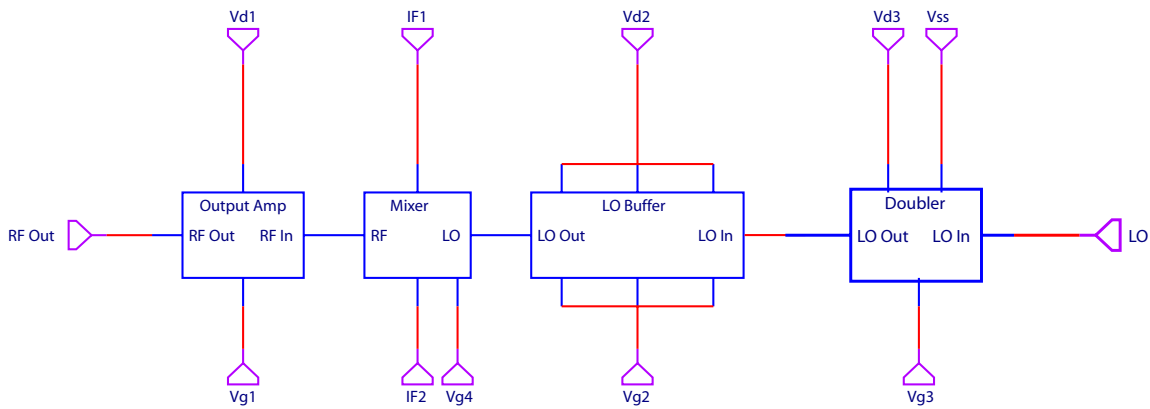 Vd1
IF1
Vd2
Vd3
Vss
Output Amp
Mixer
LO Buffer
Doubler
RF Out
RF Out
RF In
RF
LO
LO Out
LO In
LO Out
LO In
LO
Vg1
IF2
Vg4
Vg2
Vg3